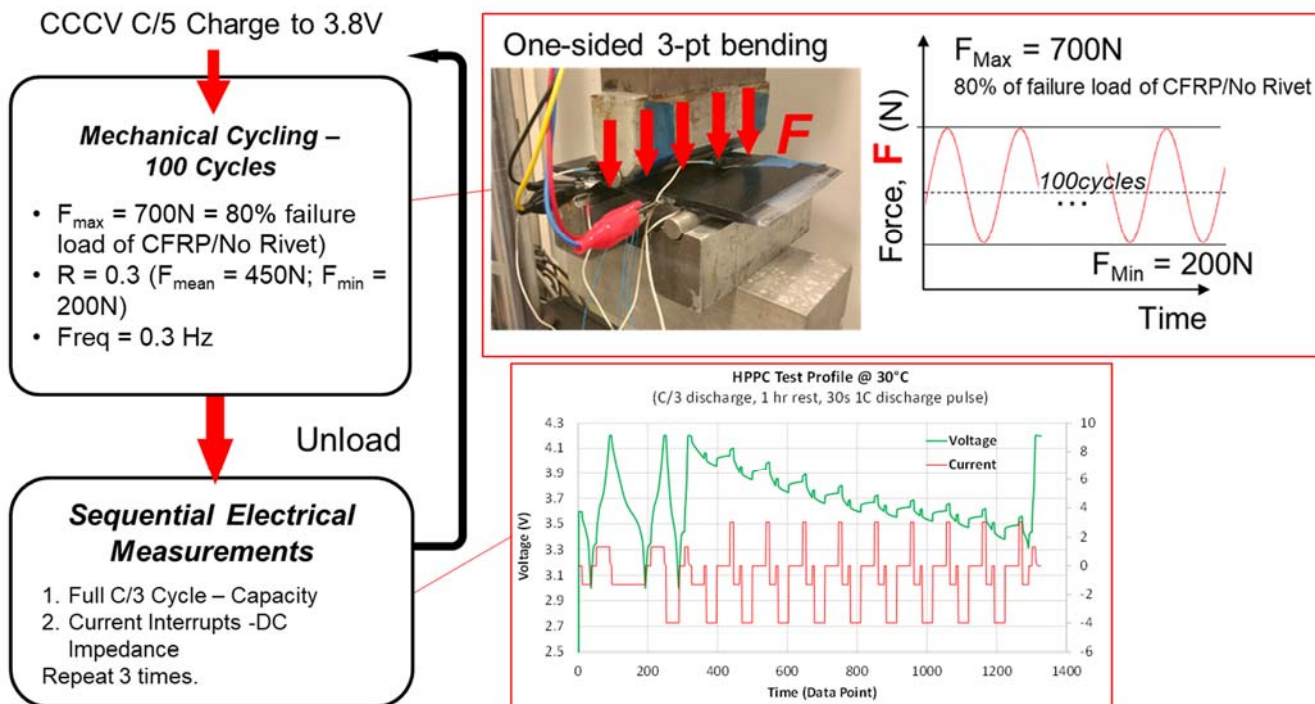 CCCV C/5 Charge to 3.8V
Mechanical Cycling –
100 Cycles
• Fmax = 700N = 80% failure
load of CFRP/No Rivet)
• R = 0.3 (Fmean = 450N; Fmin =
200N)
• Freq = 0.3 Hz
Unload
Sequential Electrical
Measurements
1. Full C/3 Cycle – Capacity
2. Current Interrupts -DC
Impedance
Repeat 3 times.
One-sided 3-pt bending
F
FMax = 700N
80% of failure load of CFRP/No Rivet
Force, F (N)
100cycles
...
FMin = 200N
Time
HPPC Test Profile @ 30°C
(C/3 discharge, 1 hr rest, 30s 1C discharge pulse)
Voltage
Current
Voltage (V)
4.3
4.1
3.9
3.7
3.5
3.3
3.1
2.9
2.7
2.5
10
8
6
4
2
0
-2
-4
-6
0
200
400
600
800
1000
1200
1400
Time (Data Point)